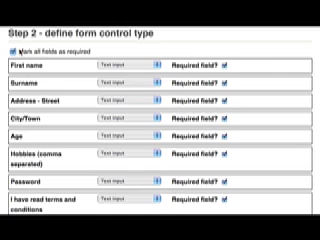 Step 2 - define form control type
Mark all fields as required
First name Text input Required field?
Surname Text input Required field?
Address - Street Text input Required field?
City/Town Text input Required field?
Age Text input Required field?
Hobbies (comma separated) Text input Required field?
Password Text input Required field?
I have read terms and conditions Text input Required field?